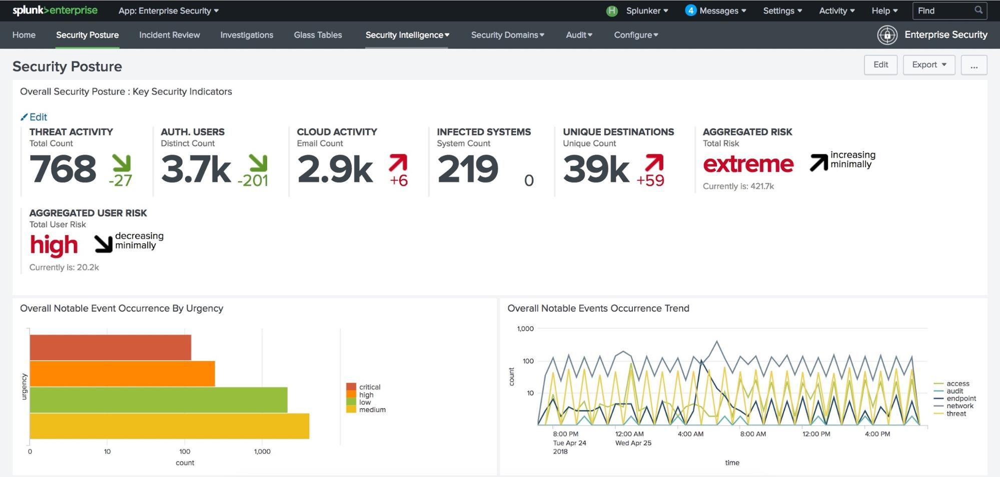 splunk>enterprise App: Enterprise Security H Splunker 4 Messages Settings Activity Help Find
Home Security Posture Incident Review Investigations Glass Tables Security Intelligence Security Domains Audit Configure Enterprise Security
Security Posture
Edit Export ...
Overall Security Posture : Key Security Indicators
Edit
THREAT ACTIVITY
Total Count
768 -27
AUTH. USERS
Distinct Count
3.7k -201
CLOUD ACTIVITY
Email Count
2.9k +6
INFECTED SYSTEMS
System Count
219 0
UNIQUE DESTINATIONS
Unique Count
39k +59
AGGREGATED RISK
Total Risk
extreme increasing
minimally
Currently is: 421.7k
AGGREGATED USER RISK
Total User Risk
high decreasing
minimally
Currently is: 20.2k
Overall Notable Event Occurrence By Urgency
urgency
critical
high
low
medium
0 10 100 1,000
count
Overall Notable Events Occurrence Trend
1,000
100
10
count
access
audit
endpoint
network
threat
8:00 PM 12:00 AM 4:00 AM 8:00 AM 12:00 PM 4:00 PM
Tue Apr 24 Wed Apr 25
2018
time